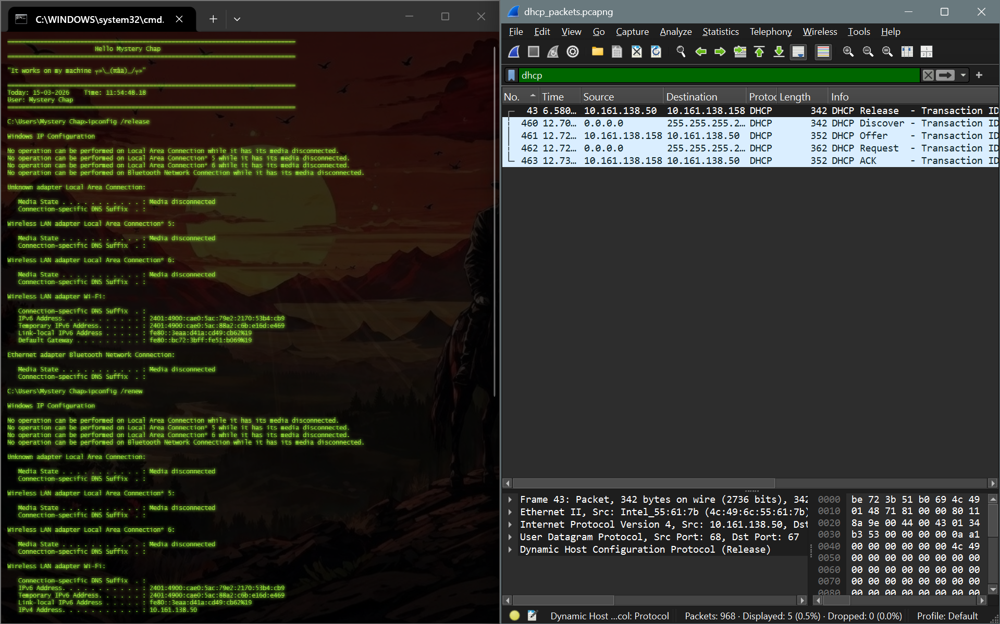 C:\WINDOWS\system32\cmd.
Hello Mystery Chap
"It works on my machine ┬»\_(πâä)_/┬»"
Today: 15-03-2026    Time: 11:54:48.18
User: Mystery Chap
C:\Users\Mystery Chap>ipconfig /release
Windows IP Configuration
No operation can be performed on Local Area Connection while it has its media disconnected.
No operation can be performed on Local Area Connection* 5 while it has its media disconnected.
No operation can be performed on Local Area Connection* 6 while it has its media disconnected.
No operation can be performed on Bluetooth Network Connection while it has its media disconnected.
Unknown adapter Local Area Connection:
Media State . . . . . . . . . . . : Media disconnected
Connection-specific DNS Suffix  . :
Wireless LAN adapter Local Area Connection* 5:
Media State . . . . . . . . . . . : Media disconnected
Connection-specific DNS Suffix  . :
Wireless LAN adapter Local Area Connection* 6:
Media State . . . . . . . . . . . : Media disconnected
Connection-specific DNS Suffix  . :
Wireless LAN adapter Wi-Fi:
Connection-specific DNS Suffix  . :
IPv6 Address. . . . . . . . . . . : 2401:4900:cae0:5ac:79e2:2170:53b4:cb9
Temporary IPv6 Address. . . . . . : 2401:4900:cae0:5ac:88a2:c6b:e16d:e469
Link-local IPv6 Address . . . . . : fe80::3eaa:d41a:cd49:cb62%19
Default Gateway . . . . . . . . . : fe80::bc72:3bff:fe51:b069%19
Ethernet adapter Bluetooth Network Connection:
Media State . . . . . . . . . . . : Media disconnected
Connection-specific DNS Suffix  . :
C:\Users\Mystery Chap>ipconfig /renew
Windows IP Configuration
No operation can be performed on Local Area Connection while it has its media disconnected.
No operation can be performed on Local Area Connection* 5 while it has its media disconnected.
No operation can be performed on Local Area Connection* 6 while it has its media disconnected.
No operation can be performed on Bluetooth Network Connection while it has its media disconnected.
Unknown adapter Local Area Connection:
Media State . . . . . . . . . . . : Media disconnected
Connection-specific DNS Suffix  . :
Wireless LAN adapter Local Area Connection* 5:
Media State . . . . . . . . . . . : Media disconnected
Connection-specific DNS Suffix  . :
Wireless LAN adapter Local Area Connection* 6:
Media State . . . . . . . . . . . : Media disconnected
Connection-specific DNS Suffix  . :
Wireless LAN adapter Wi-Fi:
Connection-specific DNS Suffix  . :
IPv6 Address. . . . . . . . . . . : 2401:4900:cae0:5ac:79e2:2170:53b4:cb9
Temporary IPv6 Address. . . . . . : 2401:4900:cae0:5ac:88a2:c6b:e16d:e469
Link-local IPv6 Address . . . . . : fe80::3eaa:d41a:cd49:cb62%19
IPv4 Address. . . . . . . . . . . : 10.161.138.50
dhcp_packets.pcapng
File Edit View Go Capture Analyze Statistics Telephony Wireless Tools Help
dhcp
No. Time Source Destination Protoc Length Info
43 6.580… 10.161.138.50 10.161.138.158 DHCP 342 DHCP Release - Transaction ID
460 12.70… 0.0.0.0 255.255.255.2… DHCP 342 DHCP Discover - Transaction ID
461 12.72… 10.161.138.158 10.161.138.50 DHCP 352 DHCP Offer - Transaction ID
462 12.72… 0.0.0.0 255.255.255.2… DHCP 362 DHCP Request - Transaction ID
463 12.73… 10.161.138.158 10.161.138.50 DHCP 352 DHCP ACK - Transaction ID
Frame 43: Packet, 342 bytes on wire (2736 bits), 342
Ethernet II, Src: Intel_55:61:7b (4c:49:6c:55:61:7b)
Internet Protocol Version 4, Src: 10.161.138.50, Dst
User Datagram Protocol, Src Port: 68, Dst Port: 67
Dynamic Host Configuration Protocol (Release)
0000 be 72 3b 51 b0 69 4c 49
0010 01 48 71 81 00 00 80 11
0020 8a 9e 00 44 00 43 01 34
0030 b3 53 00 00 00 00 0a a1
0040 00 00 00 00 00 00 4c 49
0050 00 00 00 00 00 00 00 00
0060 00 00 00 00 00 00 00 00
0070 00 00 00 00 00 00 00 00
0080 00 00 00 00 00 00 00 00
Dynamic Host …col: Protocol
Packets: 968 · Displayed: 5 (0.5%) · Dropped: 0 (0.0%)
Profile: Default